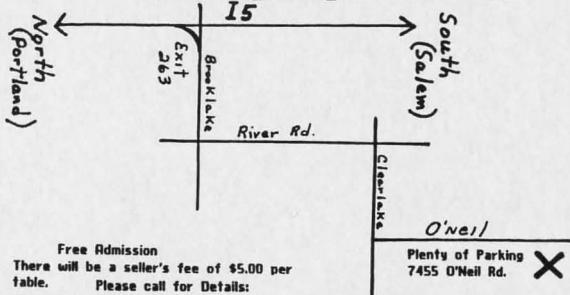 I5
North
(Portland)
South
(Salem)
Exit
263
Brooklake
River Rd.
Clearlake
O'Neil
Free Admission
There will be a seller's fee of $5.00 per
table. Please call for Details:
Plenty of Parking
7455 O'Neil Rd. X